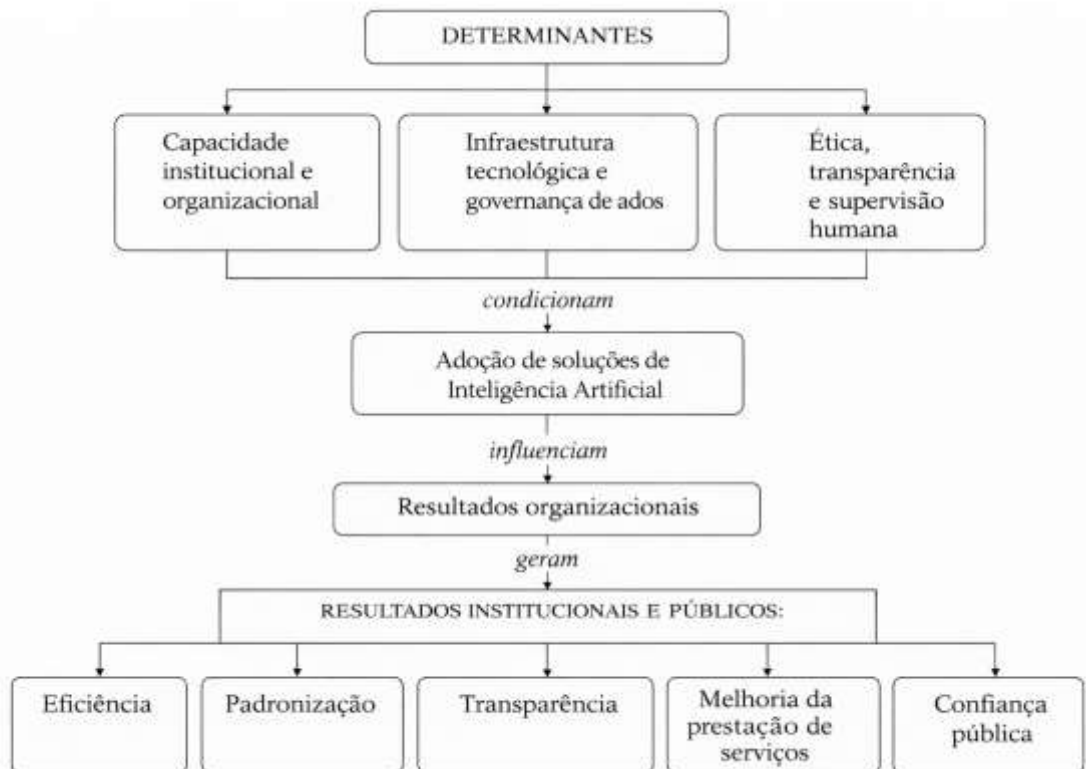 DETERMINANTES
Capacidade
institucional e
organizacional
Infraestrutura
tecnológica e
governança de ados
Ética,
transparência
e supervisão
humana
condicionam
Adoção de soluções de
Inteligência Artificial
influenciam
Resultados organizacionais
geram
RESULTADOS INSTITUCIONAIS E PÚBLICOS:
Eficiência
Padronização
Transparência
Melhoria da
prestação de
serviços
Confiança
pública